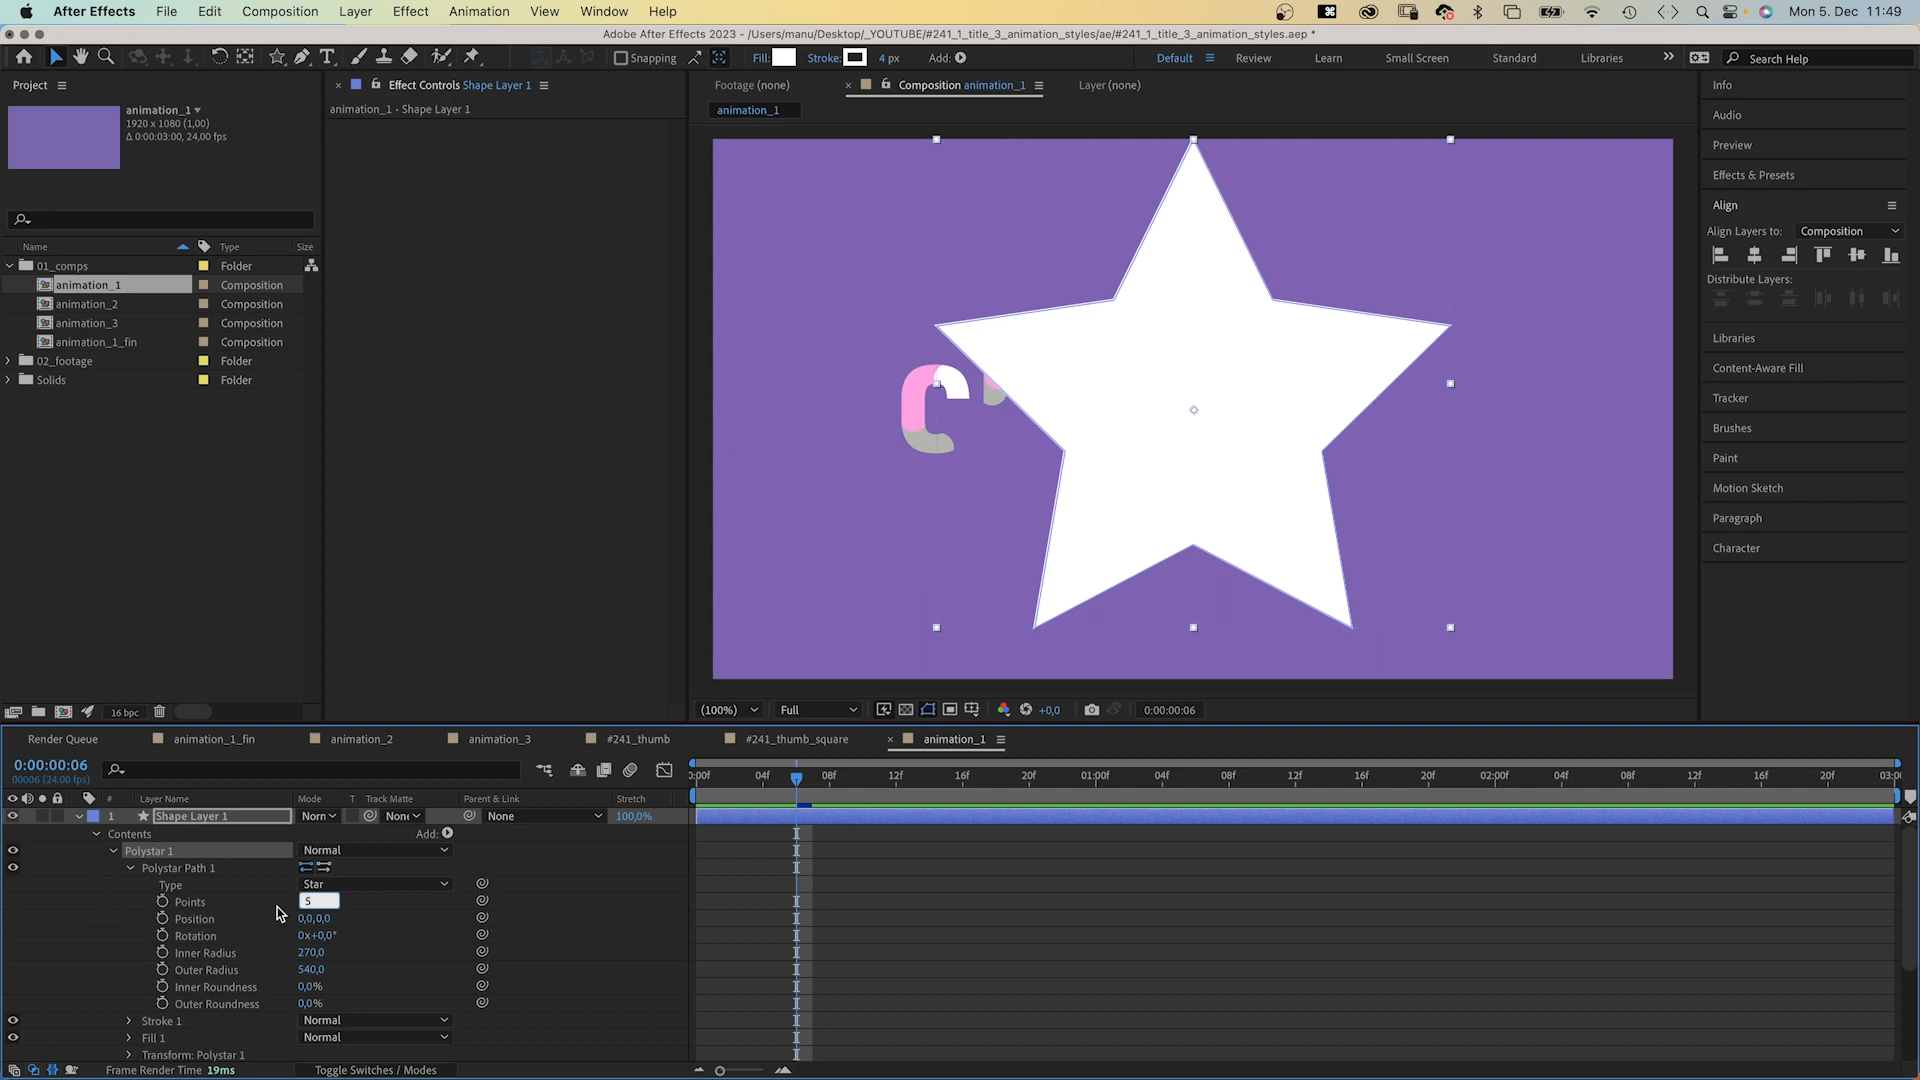 After Effects File Edit Composition Layer Effect Animation View Window Help Mon 5. Dec 11:49
Adobe After Effects 2023 - /Users/manu/Desktop/_YOUTUBE/#241_1_title_3_animation_styles/ae/#241_1_title_3_animation_styles.aep *
Snapping Fill: Stroke: 4 px Add: Default Review Learn Small Screen Standard Libraries Search Help
Project Effect Controls Shape Layer 1 Footage (none) Composition animation_1 Layer (none) Info
animation_1 animation_1 • Shape Layer 1 animation_1
1920 x 1080 (1,00)
Δ 0:00:03:00, 24,00 fps
Audio
Preview
Effects & Presets
Align
Align Layers to: Composition
Distribute Layers:
Libraries
Content-Aware Fill
Tracker
Brushes
Paint
Motion Sketch
Paragraph
Character
Name Type Size
01_comps Folder
animation_1 Composition
animation_2 Composition
animation_3 Composition
animation_1_fin Composition
02_footage Folder
Solids Folder
16 bpc (100%) Full +0,0 0:00:00:06
Render Queue animation_1_fin animation_2 animation_3 #241_thumb #241_thumb_square animation_1
0:00:00:06
00006 (24.00 fps)
04f 08f 12f 16f 20f 01:00f 04f 08f 12f 16f 20f 02:00f 04f 08f 12f 16f 20f
# Layer Name Mode T Track Matte Parent & Link Stretch
1 Shape Layer 1 None 100,0%
Contents Add:
Polystar 1 Normal
Polystar Path 1
Type Star
Points 5
Position 0,0,0,0
Rotation 0x+0,0°
Inner Radius 270,0
Outer Radius 540,0
Inner Roundness 0,0%
Outer Roundness 0,0%
Stroke 1 Normal
Fill 1 Normal
Transform: Polystar 1
Frame Render Time 19ms Toggle Switches / Modes